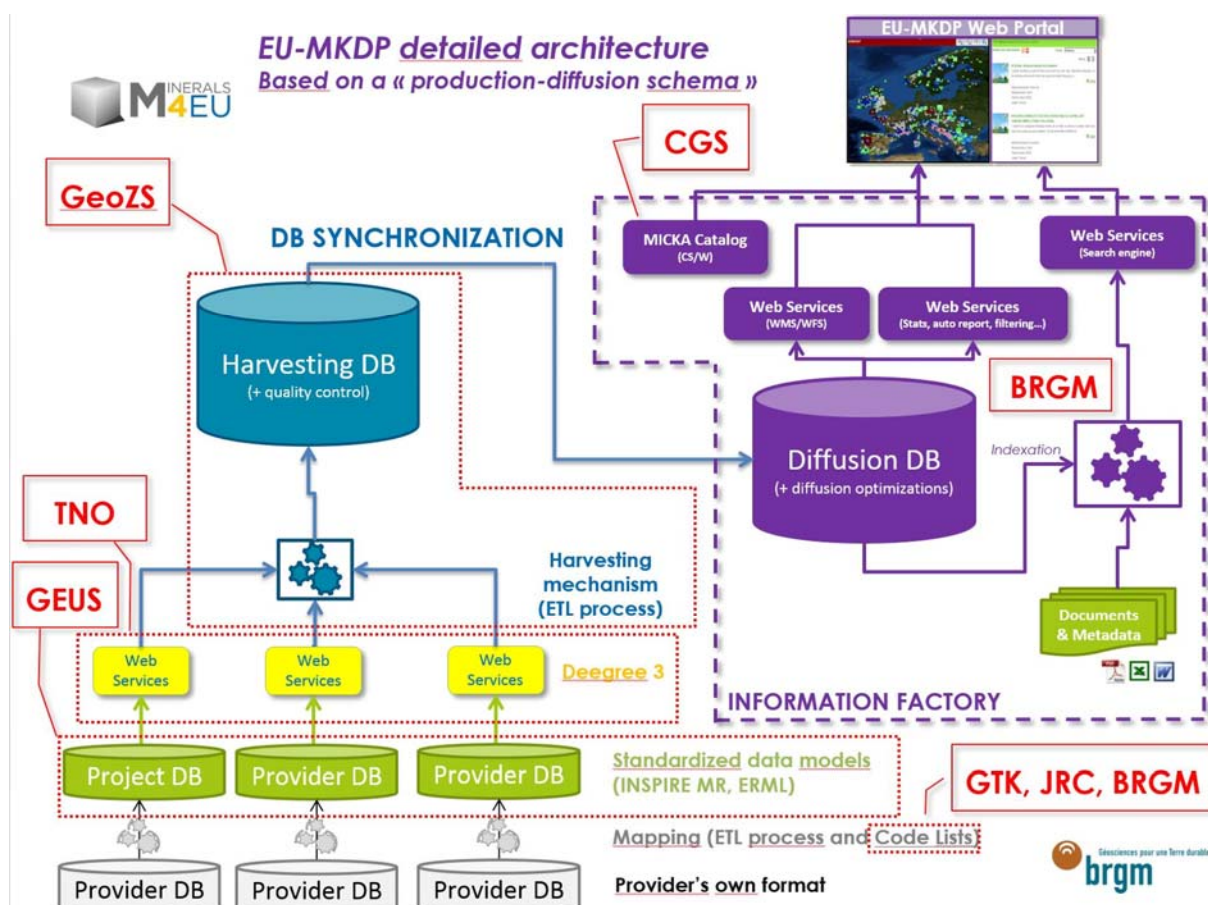 EU-MKDP detailed architecture
Based on a « production-diffusion schema »
EU-MKDP Web Portal
MINERALS
M4EU
CGS
GeoZS
DB SYNCHRONIZATION
MICKA Catalog
(CS/W)
Web Services
(Search engine)
Web Services
(WMS/WFS)
Web Services
(Stats, auto report, filtering...)
Harvesting DB
(+ quality control)
BRGM
Diffusion DB
(+ diffusion optimizations)
Indexation
TNO
GEUS
Harvesting
mechanism
(ETL process)
Documents
& Metadata
Web
Services
Web
Services
Web
Services
Deegree 3
INFORMATION FACTORY
Project DB
Provider DB
Provider DB
Standardized data models
(INSPIRE MR, ERML)
GTK, JRC, BRGM
Mapping (ETL process and Code Lists)
Provider DB
Provider DB
Provider DB
Provider's own format
Géosciences pour une Terre durable
brgm